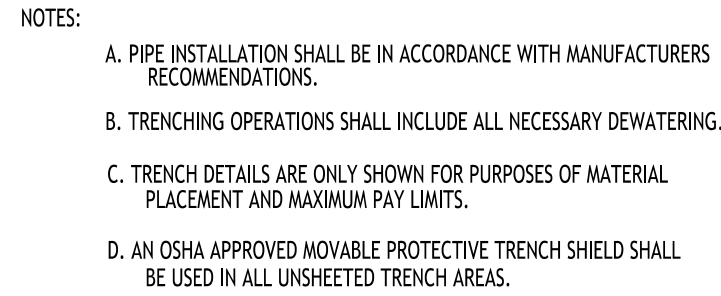 NOTES:
A. PIPE INSTALLATION SHALL BE IN ACCORDANCE WITH MANUFACTURERS
RECOMMENDATIONS.
B. TRENCHING OPERATIONS SHALL INCLUDE ALL NECESSARY DEWATERING.
C. TRENCH DETAILS ARE ONLY SHOWN FOR PURPOSES OF MATERIAL
PLACEMENT AND MAXIMUM PAY LIMITS.
D. AN OSHA APPROVED MOVABLE PROTECTIVE TRENCH SHIELD SHALL
BE USED IN ALL UNSHEETED TRENCH AREAS.